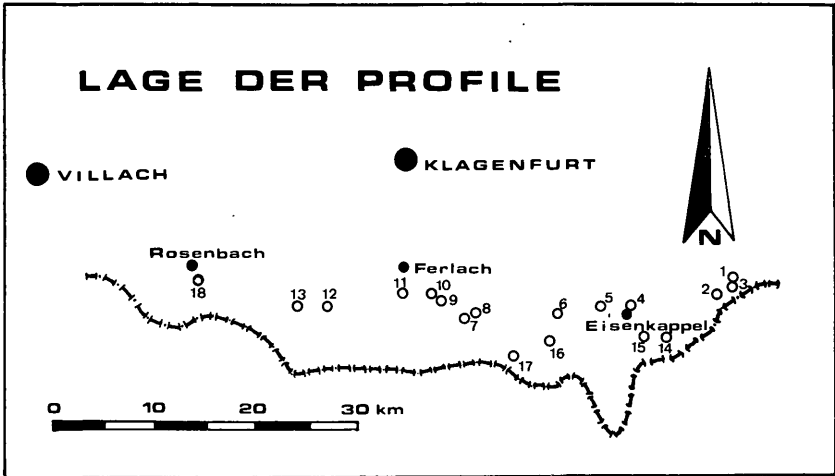 LAGE DER PROFILE
KLAGENFURT
VILLACH
N
Rosenbach
Ferlach
18
13
12
11
10
9
8
7
6
5
4
Eisenkappel
1
2
3
15
14
16
17
0 10 20 30 km